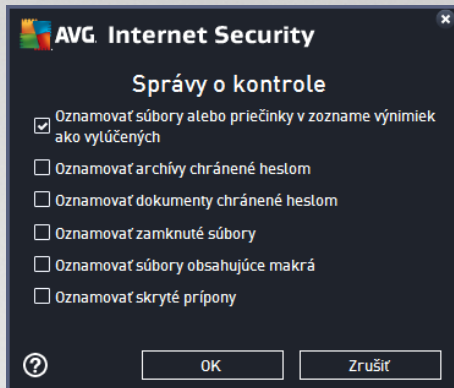 AVG Internet Security
Správy o kontrole
Oznamovať súbory alebo priečinky v zozname výnimiek
ako vylúčených
Oznamovať archívy chránené heslom
Oznamovať dokumenty chránené heslom
Oznamovať zamknuté súbory
Oznamovať súbory obsahujúce makrá
Oznamovať skryté prípony
? OK Zrušiť